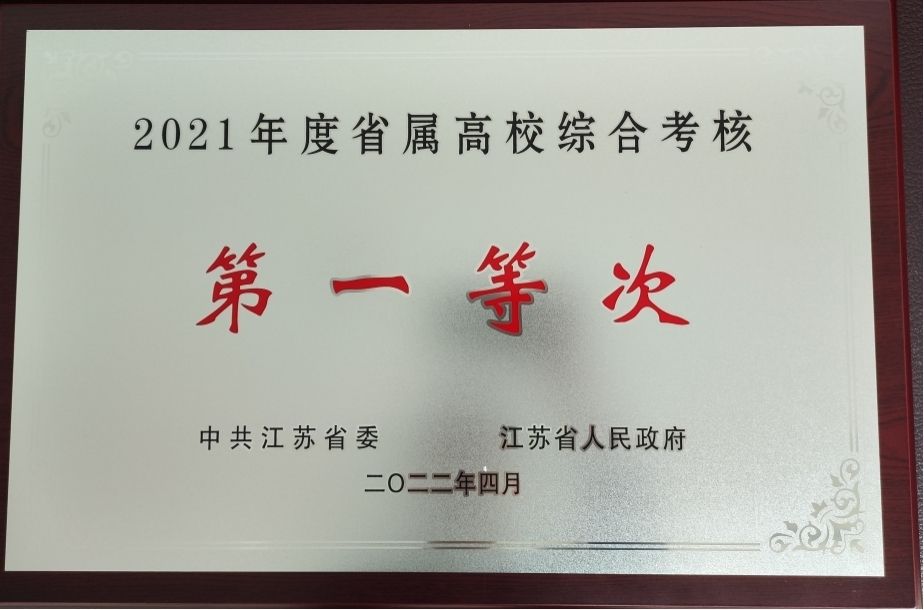 2021年度省属高校综合考核
第一等次
中共江苏省委 江苏省人民政府
二〇二二年四月